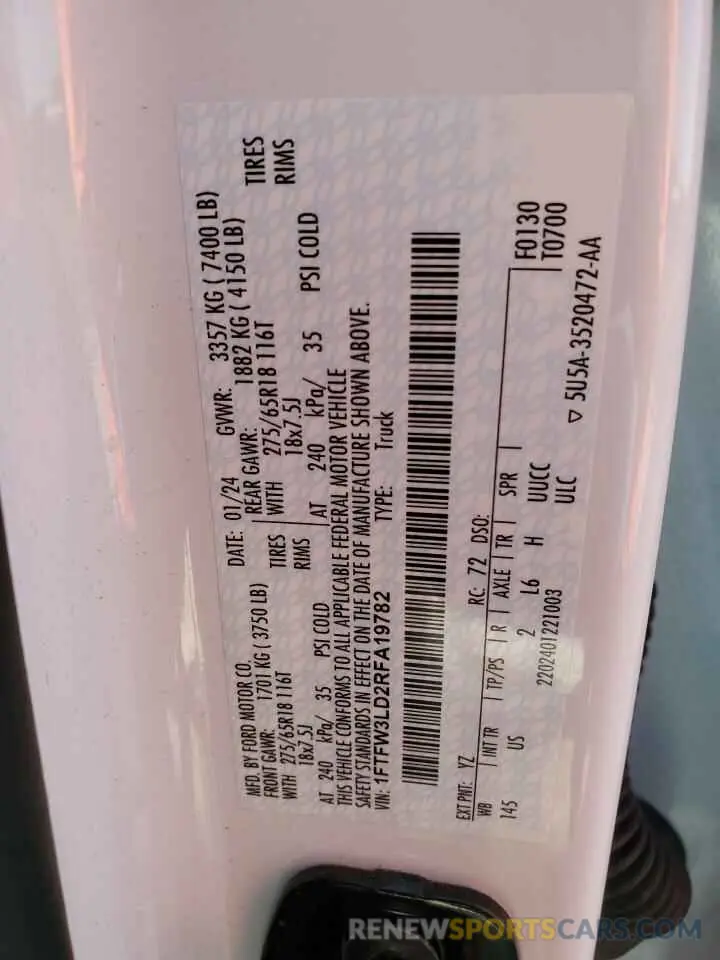 MFD. BY FORD MOTOR CO.
DATE: 01/24 GVWR: 3357 KG ( 7400 LB)
FRONT GAWR: 1701 KG ( 3750 LB)
REAR GAWR: 1882 KG ( 4150 LB)
WITH 275/65R18 116T TIRES
WITH 275/65R18 116T TIRES
18x7.5J RIMS
18x7.5J RIMS
AT 240 kPa/ 35 PSI COLD
AT 240 kPa/ 35 PSI COLD
THIS VEHICLE CONFORMS TO ALL APPLICABLE FEDERAL MOTOR VEHICLE
SAFETY STANDARDS IN EFFECT ON THE DATE OF MANUFACTURE SHOWN ABOVE.
VIN: 1FTFW3LD2RFA19782 TYPE: Truck
EXT PNT: YZ RC: 72 DSO: F0130
WB INT TR TP/PS R AXLE TR SPR T0700
145 US 2 L6 H UUCC
220240T221003 ULC
5U5A-3520472-AA
RENEWSPORTSCARS.COM